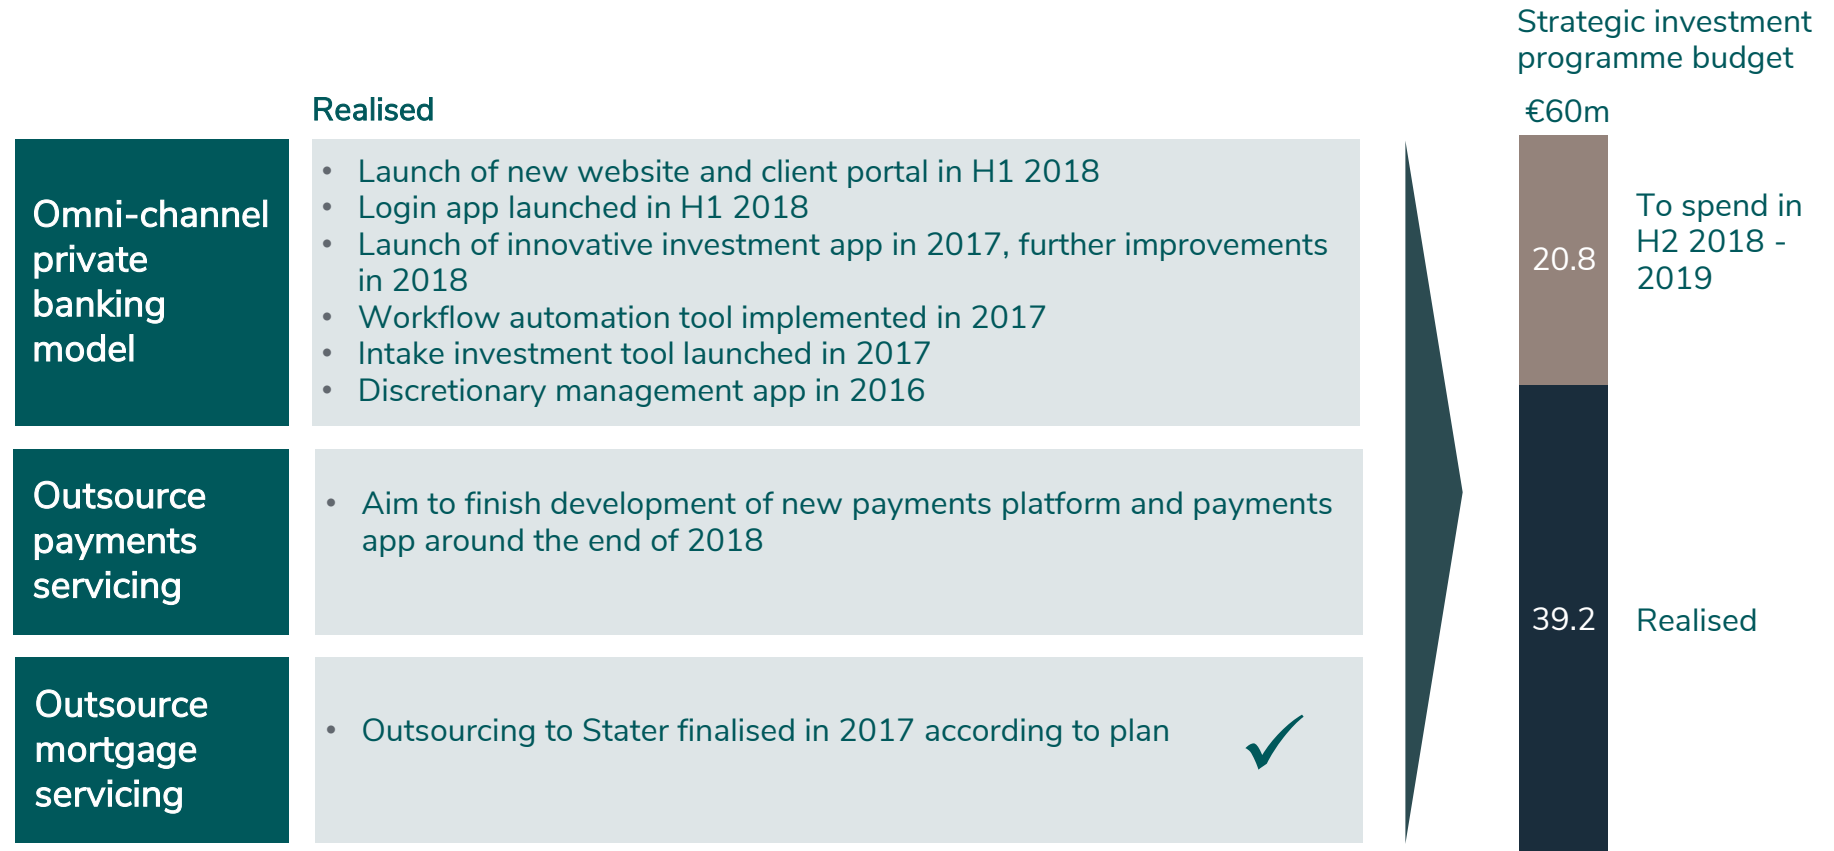 Strategic investment
programme budget
€60m
Realised
Omni-channel
private
banking
model
• Launch of new website and client portal in H1 2018
• Login app launched in H1 2018
• Launch of innovative investment app in 2017, further improvements
in 2018
• Workflow automation tool implemented in 2017
• Intake investment tool launched in 2017
• Discretionary management app in 2016
Outsource
payments
servicing
• Aim to finish development of new payments platform and payments
app around the end of 2018
Outsource
mortgage
servicing
• Outsourcing to Stater finalised in 2017 according to plan
20.8
To spend in
H2 2018 -
2019
39.2
Realised